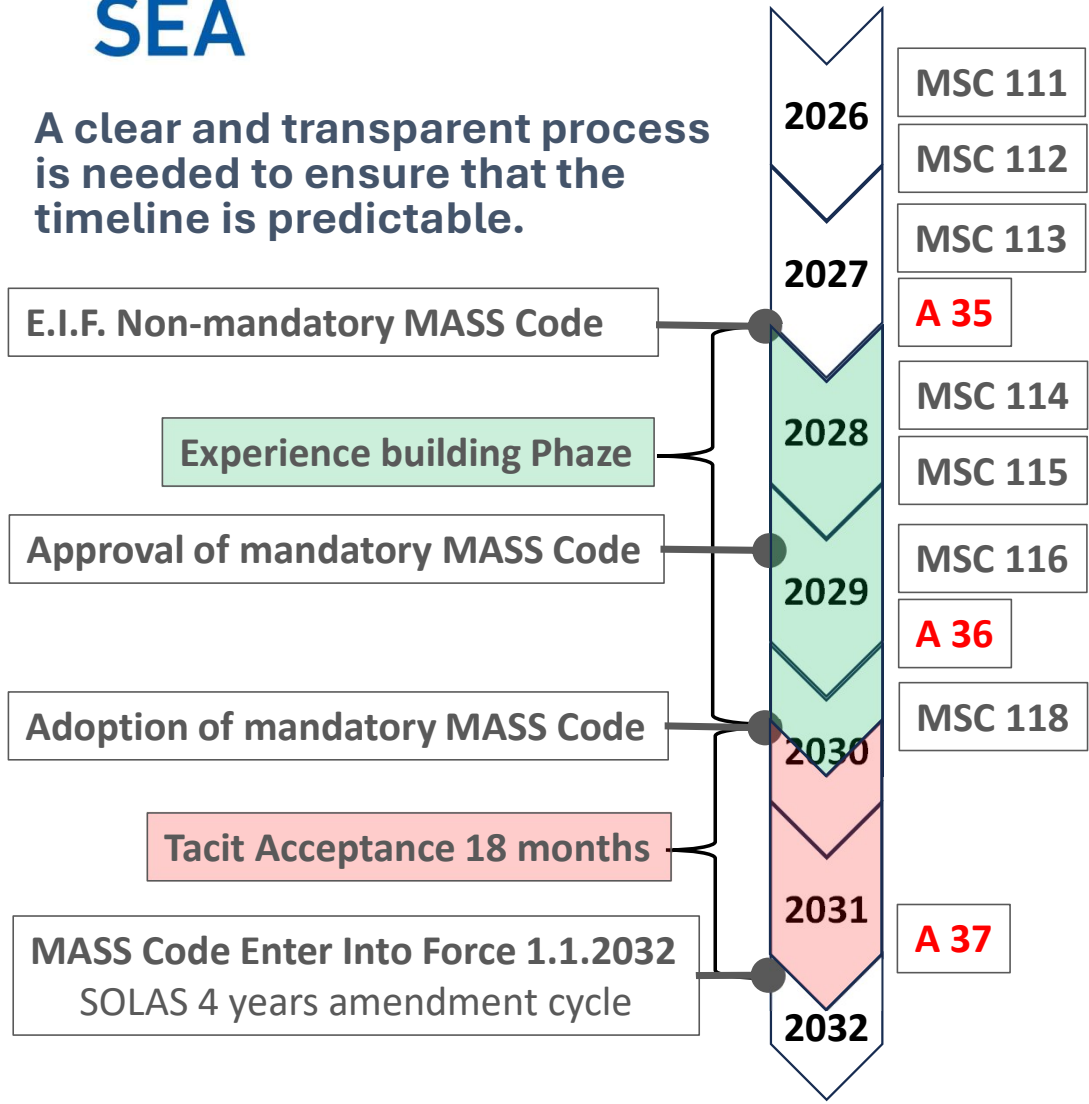 SEA
A clear and transparent process
is needed to ensure that the
timeline is predictable.
2026
MSC 111
MSC 112
2027
MSC 113
E.I.F. Non-mandatory MASS Code
A 35
2028
MSC 114
Experience building Phaze
MSC 115
Approval of mandatory MASS Code
MSC 116
2029
A 36
Adoption of mandatory MASS Code
MSC 118
2030
Tacit Acceptance 18 months
2031
A 37
MASS Code Enter Into Force 1.1.2032
SOLAS 4 years amendment cycle
2032